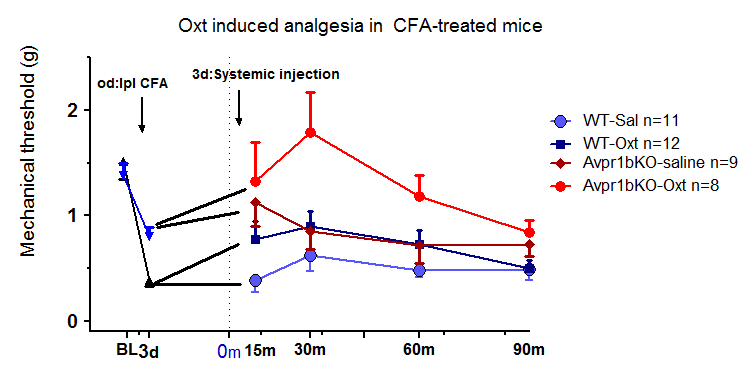 Oxt induced analgesia in CFA-treated mice
Mechanical threshold (g)
od:Ipl CFA
3d:Systemic injection
2
1
0
WT-Sal n=11
WT-Oxt n=12
Avpr1bKO-saline n=9
Avpr1bKO-Oxt n=8
BL 3d 0m 15m 30m 60m 90m